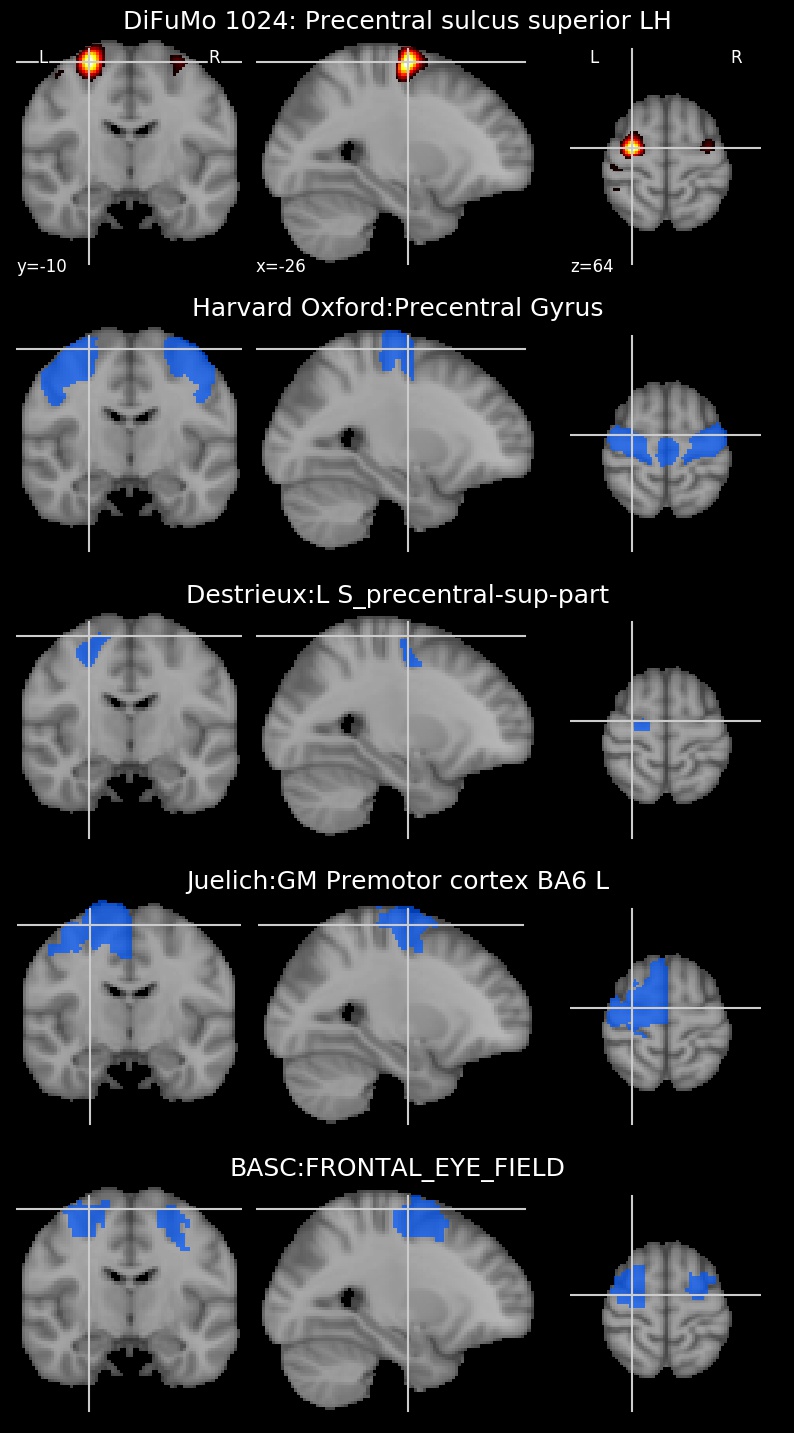 DiFuMo 1024: Precentral sulcus superior LH
L R L R
y=-10 x=-26 z=64
Harvard Oxford:Precentral Gyrus
Destrieux:L S_precentral-sup-part
Juelich:GM Premotor cortex BA6 L
BASC:FRONTAL_EYE_FIELD